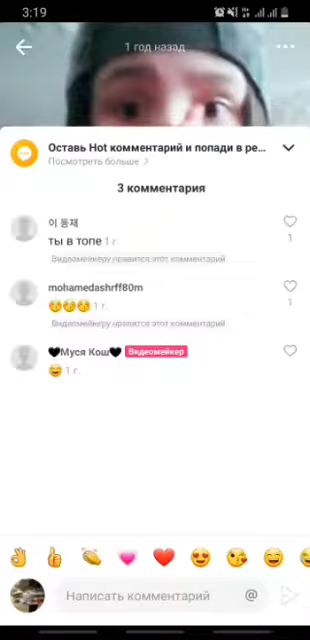 3:19
1 год назад
Оставь Hot комментарий и попади в ре...
Посмотреть больше
3 комментария
이 동재
ты в топе 1 г.
1
Видеомейкеру нравится этот комментарий
mohamedashrff80m
😚😚😚 1 г.
1
Видеомейкеру нравится этот комментарий
🖤Муся Кош🖤 Видеомейкер
😅 1 г.
Написать комментарий @